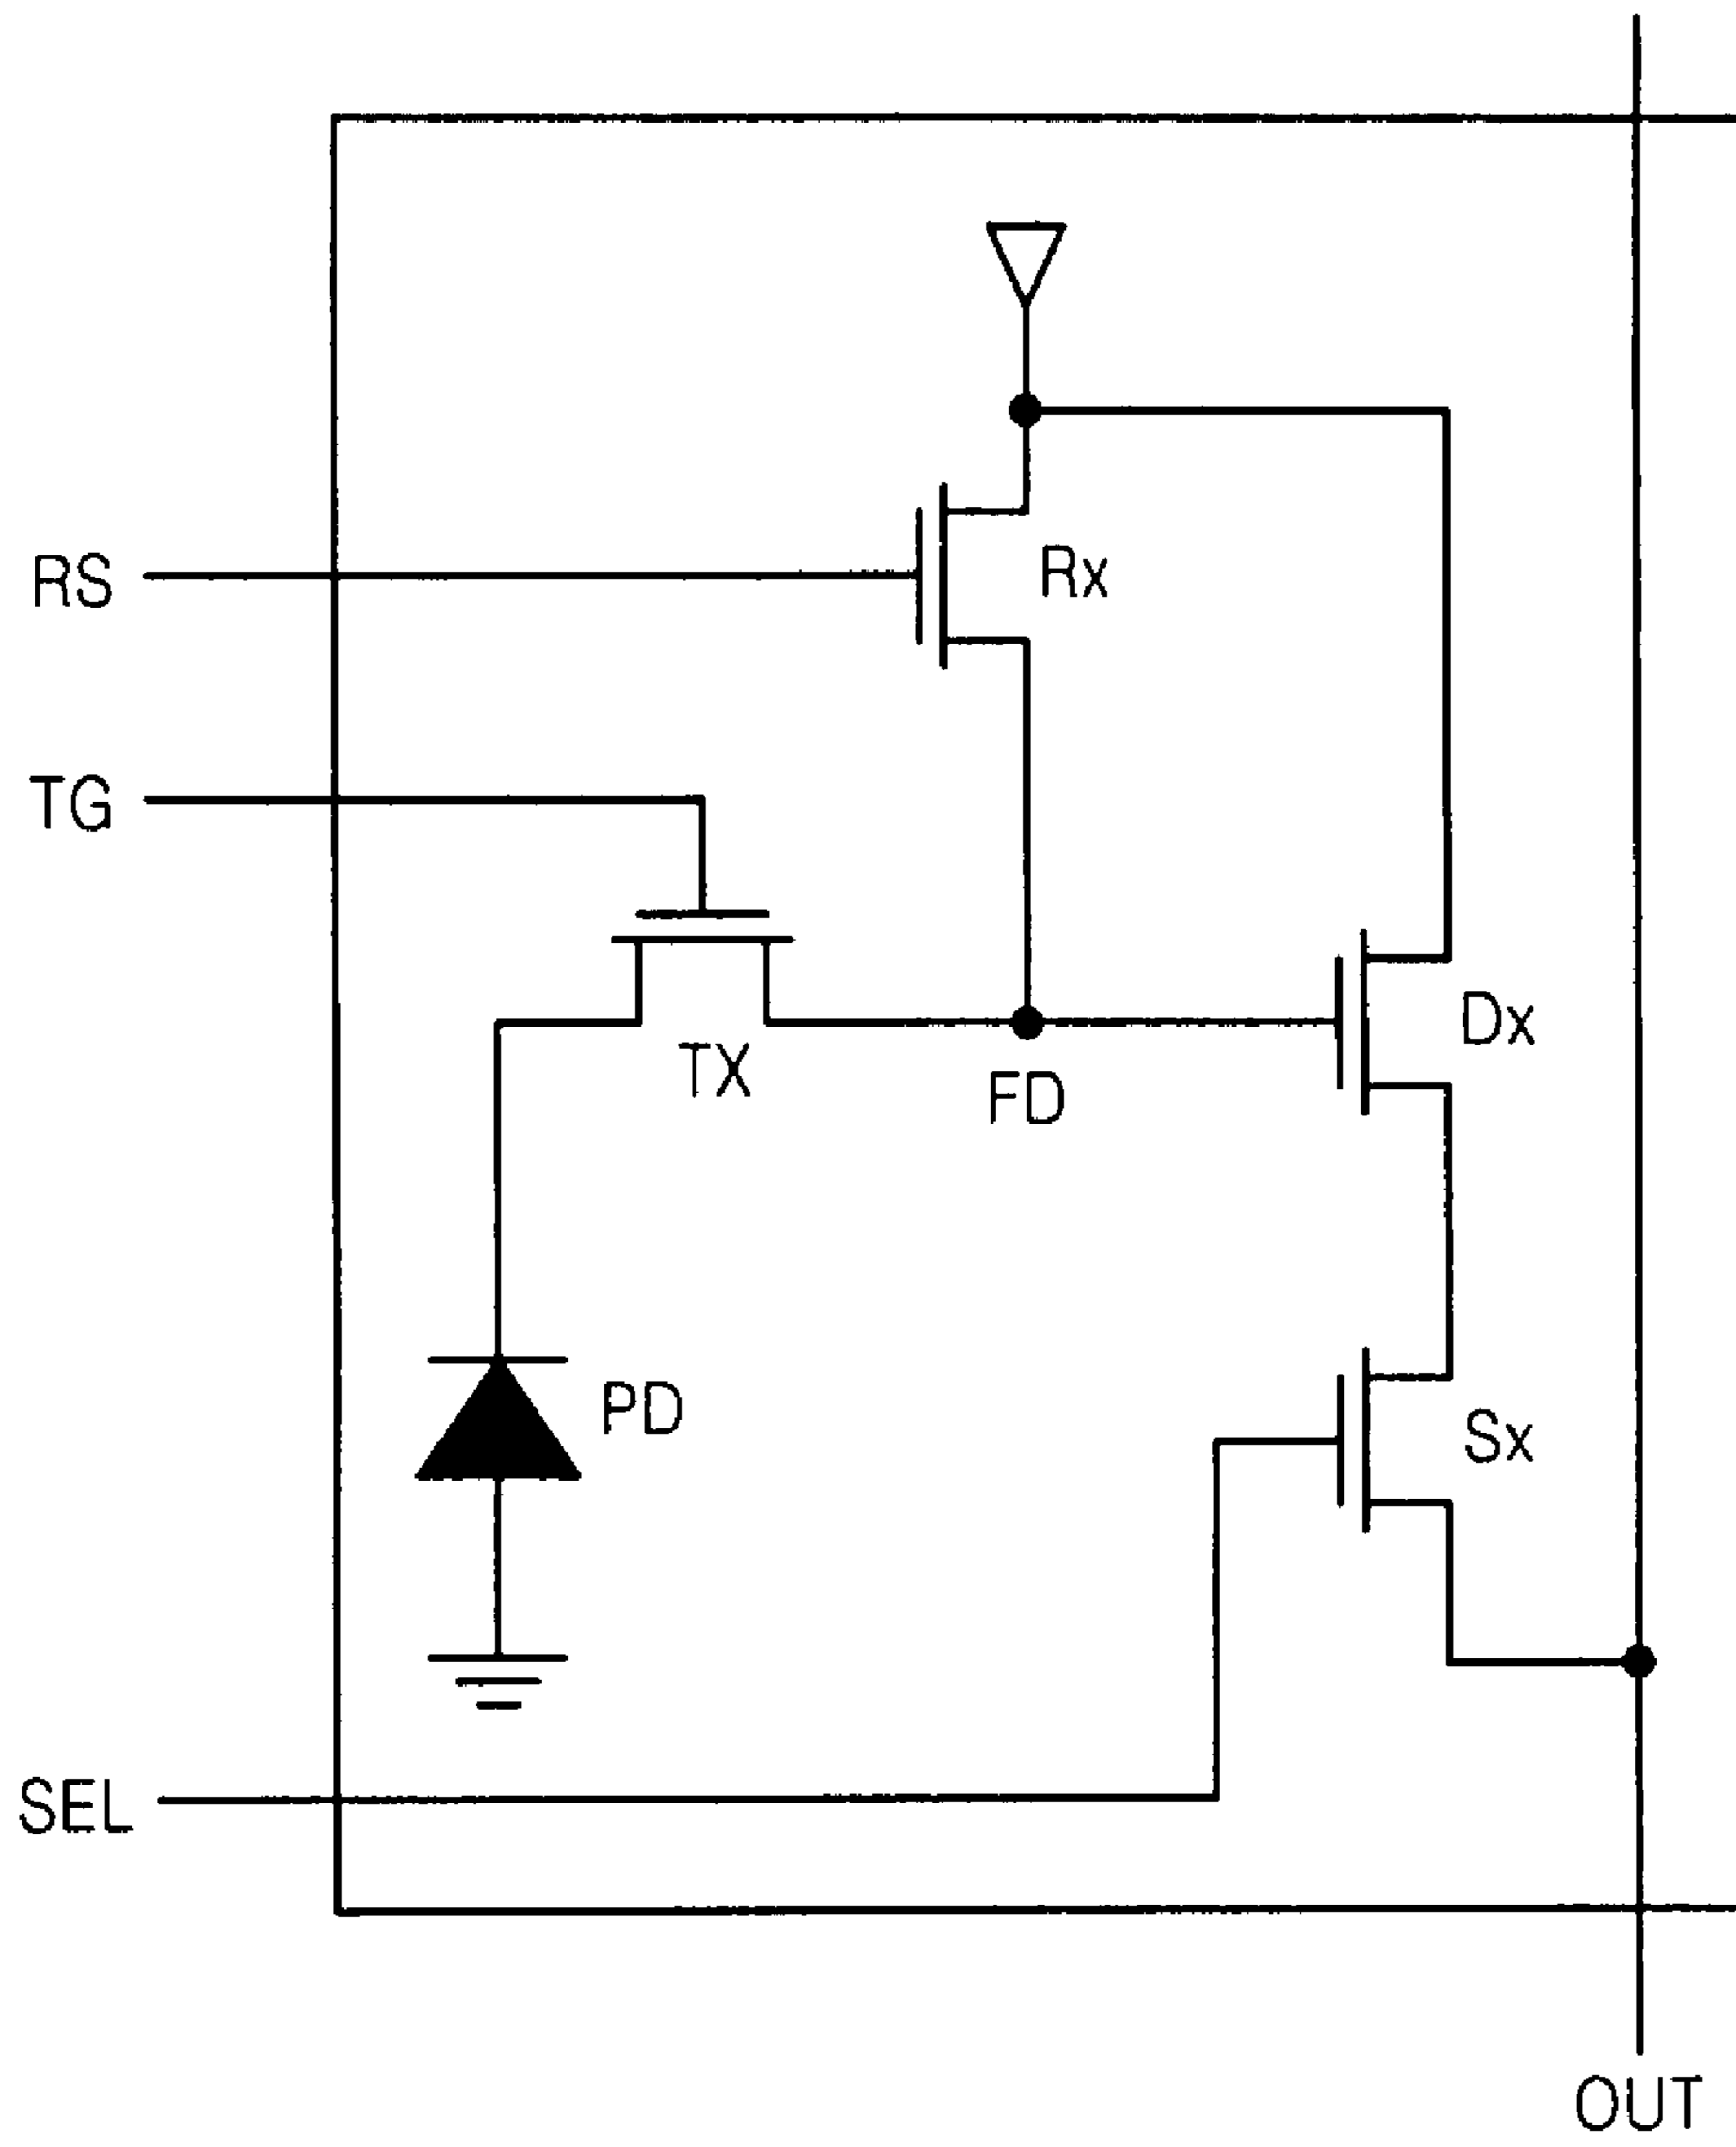 RS
Rx
TG
Dx
TX
FD
PD
Sx
SEL
OUT